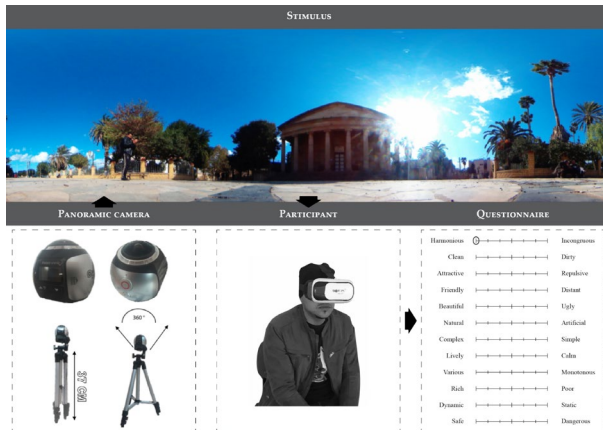 STIMULUS
PANORAMIC CAMERA
PARTICIPANT
QUESTIONNAIRE
360°
97 CM
Harmonious Incongruous
Clean Dirty
Attractive Repulsive
Friendly Distant
Beautiful Ugly
Natural Artificial
Complex Simple
Lively Calm
Various Monotonous
Rich Poor
Dynamic Static
Safe Dangerous